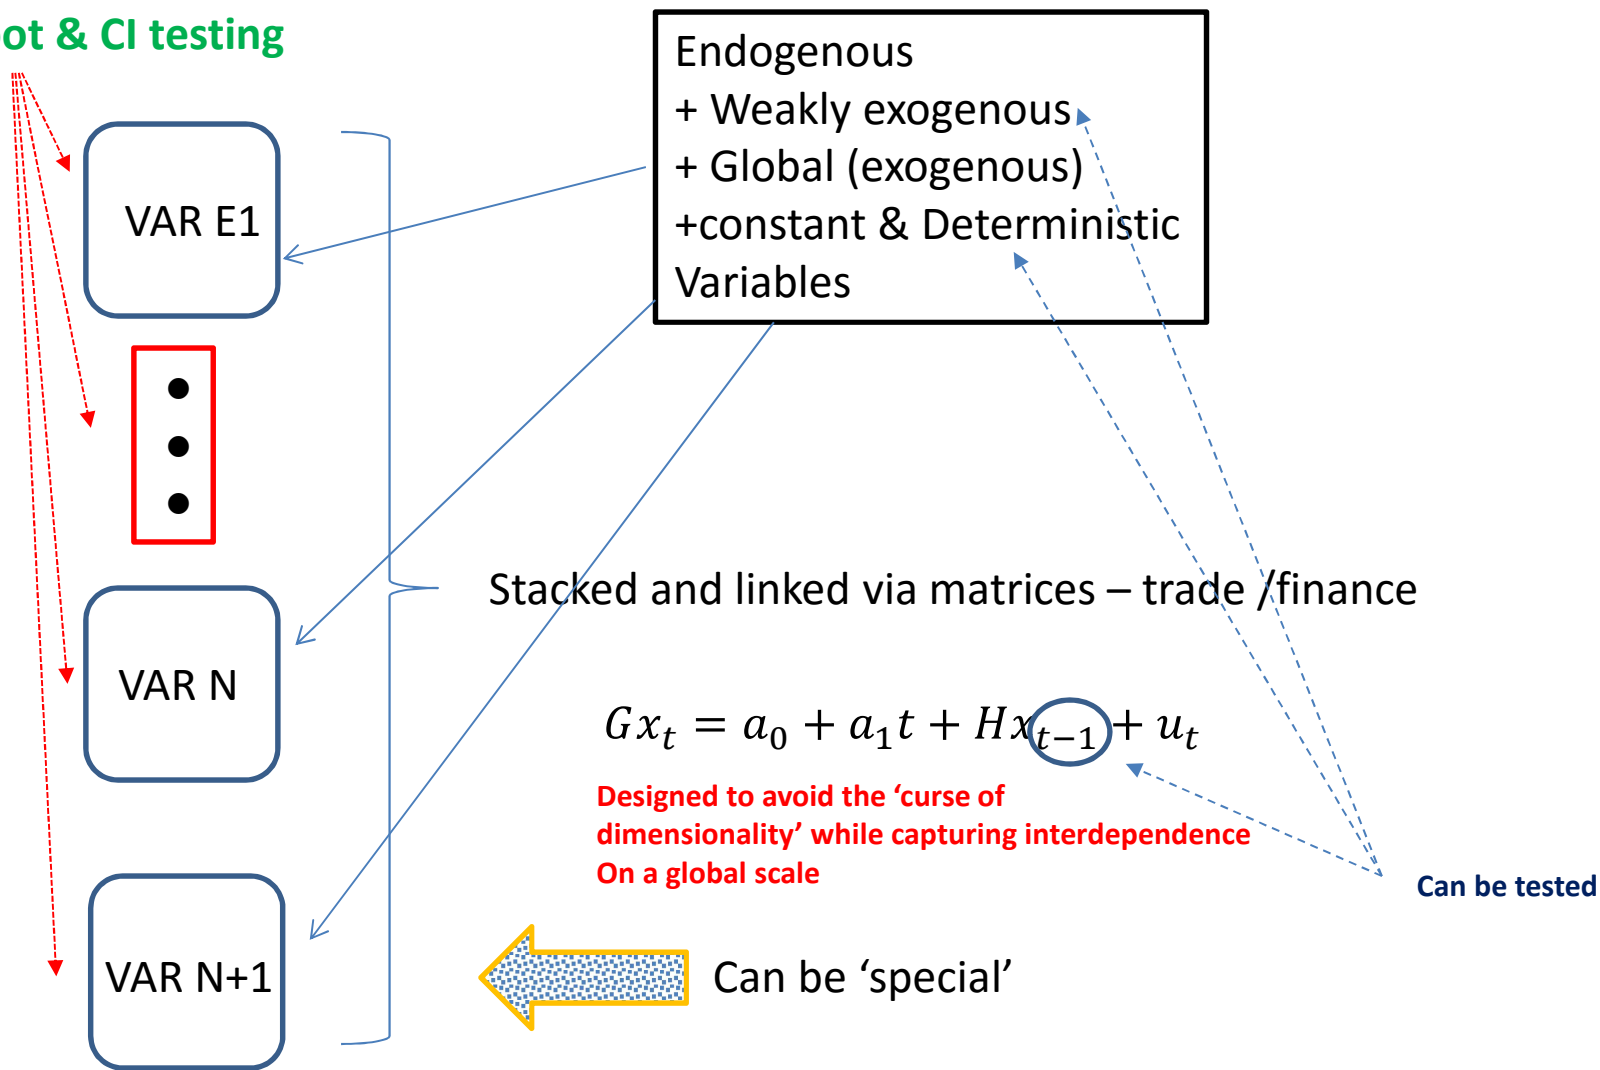 ot & CI testing
Endogenous
+ Weakly exogenous
+ Global (exogenous)
+constant & Deterministic
Variables
VAR E1
Stacked and linked via matrices – trade /finance
VAR N
Gx_t = a_0 + a_1t + Hx_{t−1} + u_t
Designed to avoid the ‘curse of
dimensionality’ while capturing interdependence
On a global scale
Can be tested
VAR N+1
Can be ‘special’